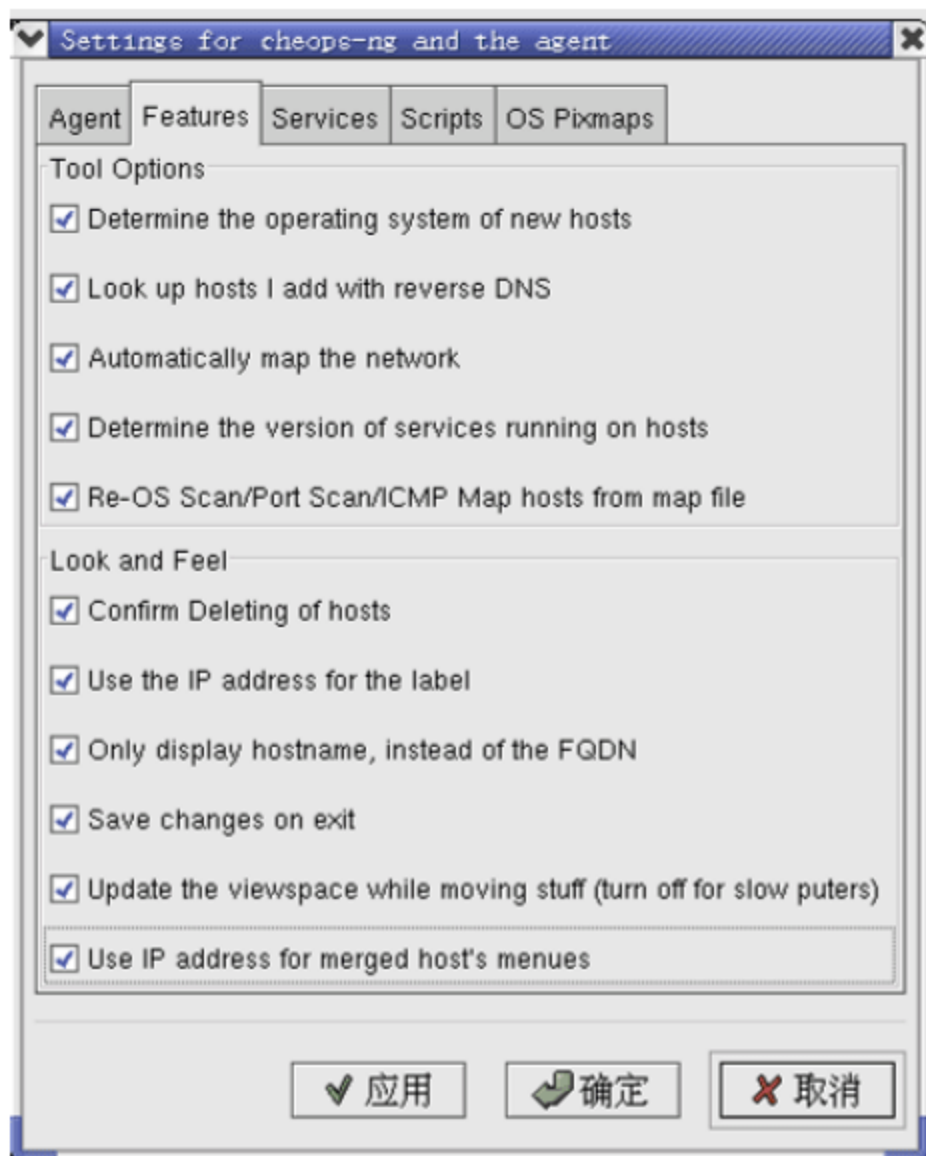 Settings for cheops-ng and the agent
Agent Features Services Scripts OS Pixmaps
Tool Options
Determine the operating system of new hosts
Look up hosts I add with reverse DNS
Automatically map the network
Determine the version of services running on hosts
Re-OS Scan/Port Scan/ICMP Map hosts from map file
Look and Feel
Confirm Deleting of hosts
Use the IP address for the label
Only display hostname, instead of the FQDN
Save changes on exit
Update the viewspace while moving stuff (turn off for slow puters)
Use IP address for merged host's menues
应用 确定 取消